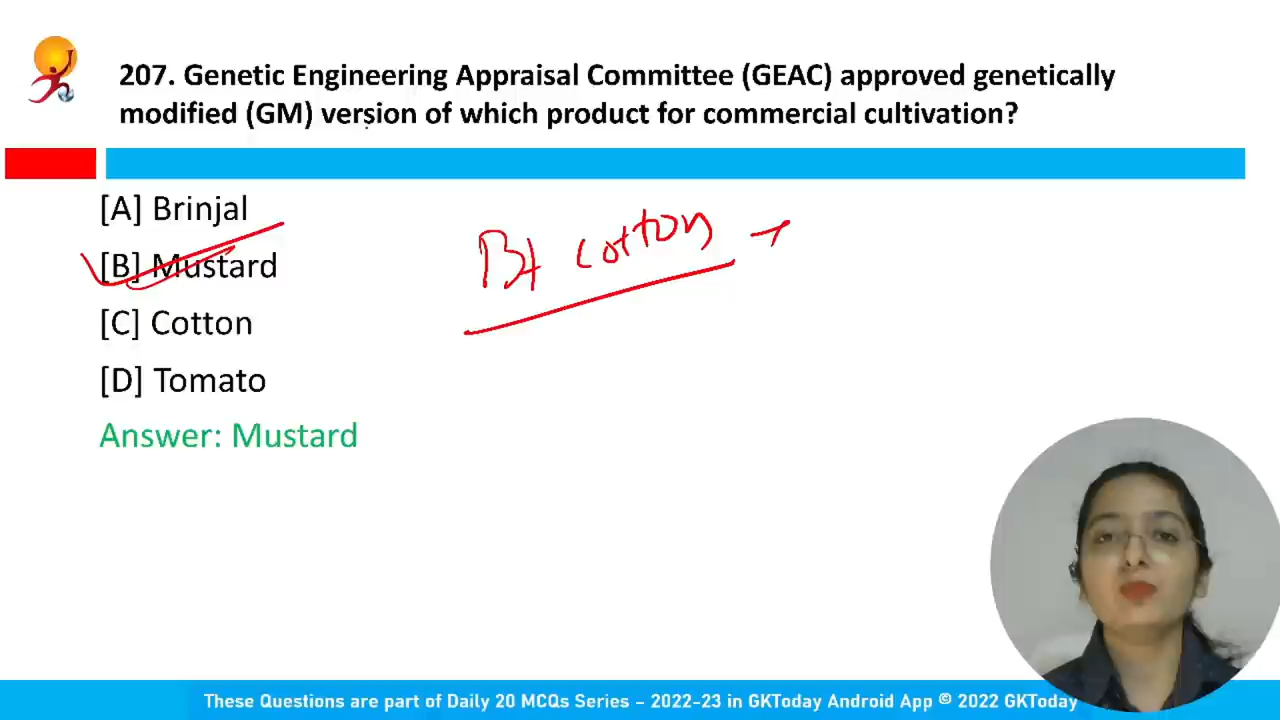 207. Genetic Engineering Appraisal Committee (GEAC) approved genetically
modified (GM) version of which product for commercial cultivation?
[A] Brinjal
[B] Mustard
[C] Cotton
[D] Tomato
Answer: Mustard
Bt cotton
These Questions are part of Daily 20 MCQs Series – 2022-23 in GKToday Android App © 2022 GKToday